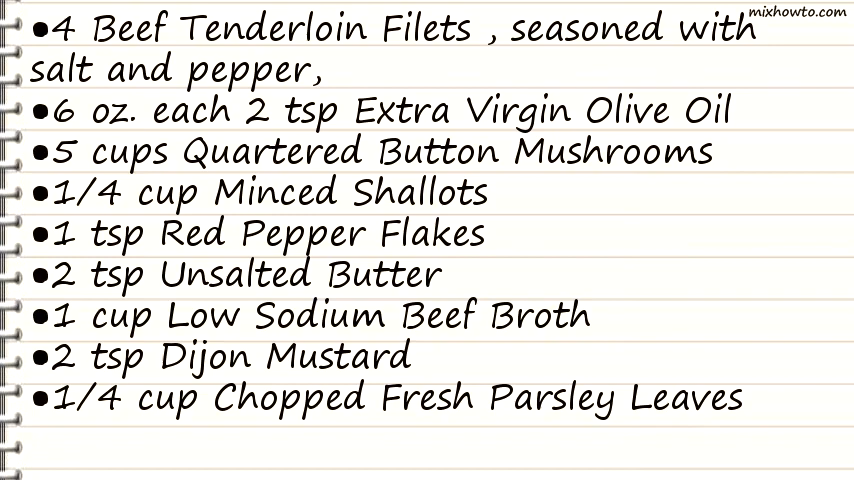 mixhowto.com
•4 Beef Tenderloin Filets , seasoned with
salt and pepper,
•6 oz. each 2 tsp Extra Virgin Olive Oil
•5 cups Quartered Button Mushrooms
•1/4 cup Minced Shallots
•1 tsp Red Pepper Flakes
•2 tsp Unsalted Butter
•1 cup Low Sodium Beef Broth
•2 tsp Dijon Mustard
•1/4 cup Chopped Fresh Parsley Leaves